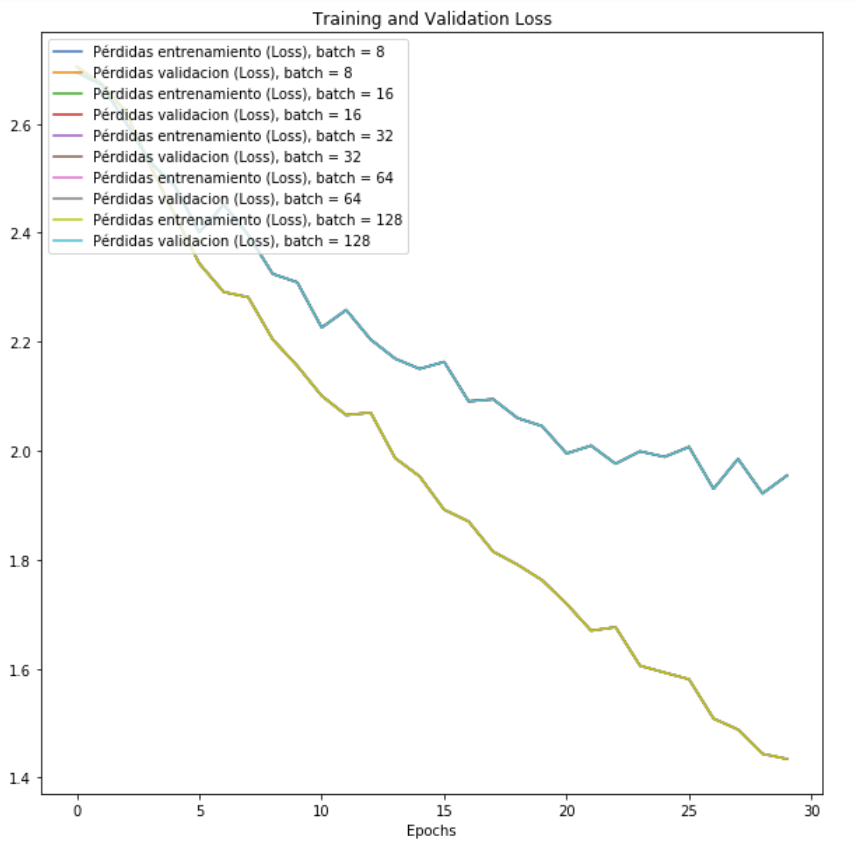 Training and Validation Loss
Pérdidas entrenamiento (Loss), batch = 8
Pérdidas validacion (Loss), batch = 8
Pérdidas entrenamiento (Loss), batch = 16
Pérdidas validacion (Loss), batch = 16
Pérdidas entrenamiento (Loss), batch = 32
Pérdidas validacion (Loss), batch = 32
Pérdidas entrenamiento (Loss), batch = 64
Pérdidas validacion (Loss), batch = 64
Pérdidas entrenamiento (Loss), batch = 128
Pérdidas validacion (Loss), batch = 128
2.6
2.4
2.2
2.0
1.8
1.6
1.4
0 5 10 15 20 25 30
Epochs